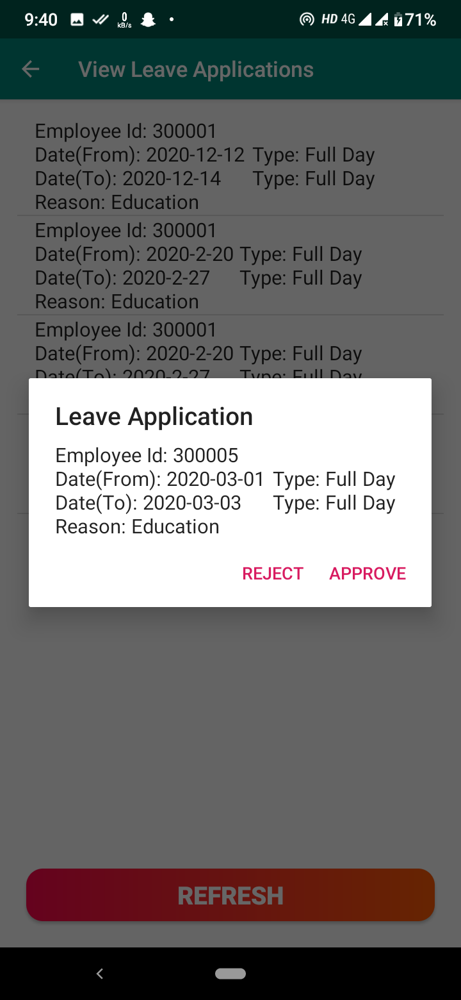 9:40 0 kB/s HD 4G 71%
View Leave Applications
Employee Id: 300001
Date(From): 2020-12-12 Type: Full Day
Date(To): 2020-12-14 Type: Full Day
Reason: Education
Employee Id: 300001
Date(From): 2020-2-20 Type: Full Day
Date(To): 2020-2-27 Type: Full Day
Reason: Education
Employee Id: 300001
Date(From): 2020-2-20 Type: Full Day
Date(To): 2020-2-27 Type: Full Day
Leave Application
Employee Id: 300005
Date(From): 2020-03-01 Type: Full Day
Date(To): 2020-03-03 Type: Full Day
Reason: Education
REJECT APPROVE
REFRESH